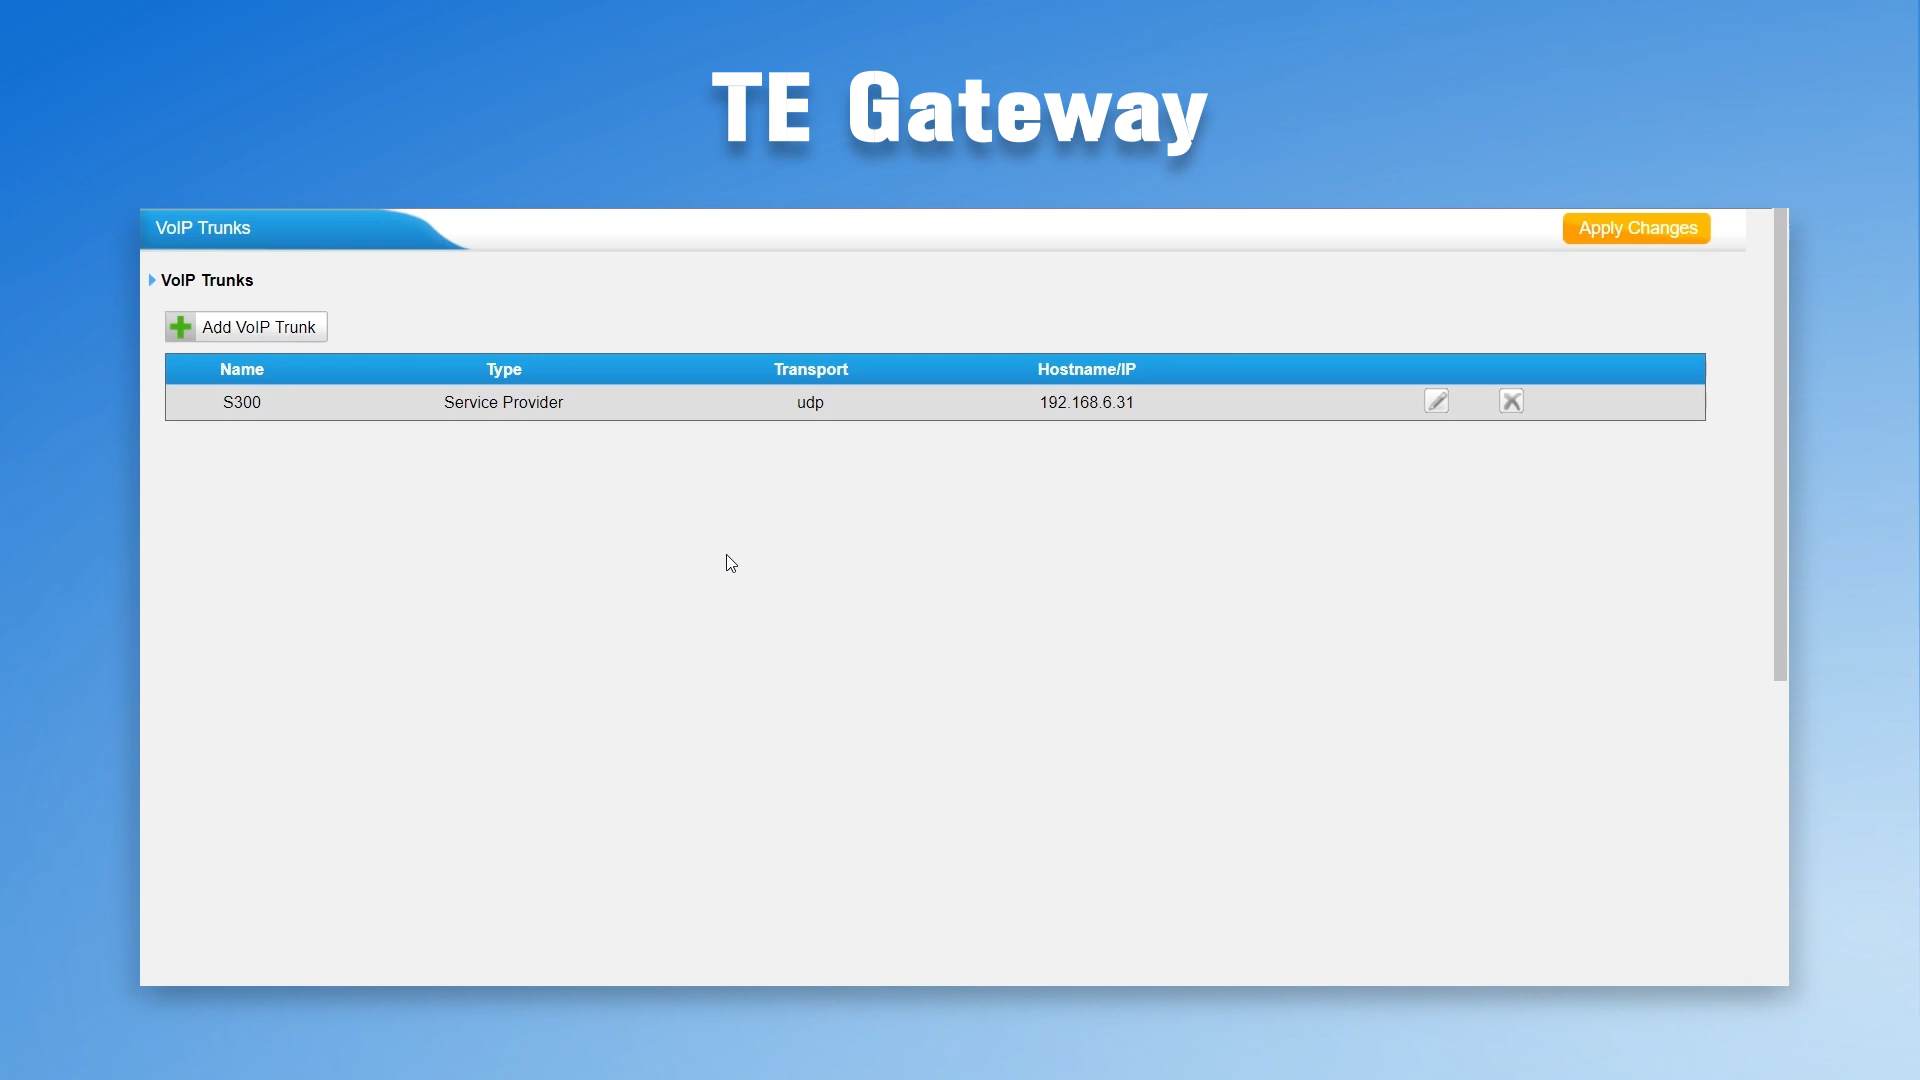 TE Gateway
VoIP Trunks
Apply Changes
VoIP Trunks
Add VoIP Trunk
Name Type Transport Hostname/IP
S300 Service Provider udp 192.168.6.31